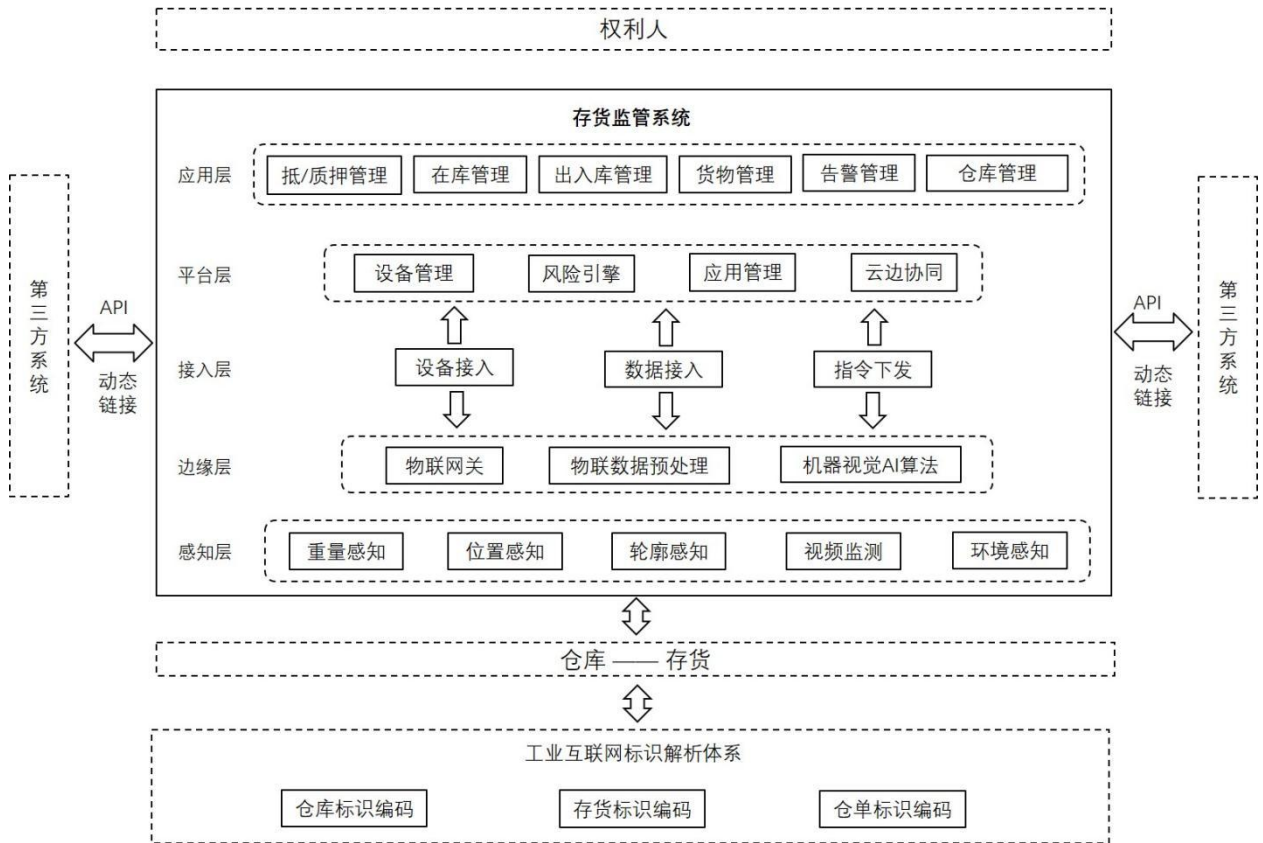 权利人
存货监管系统
应用层
抵/质押管理
在库管理
出入库管理
货物管理
告警管理
仓库管理
平台层
设备管理
风险引擎
应用管理
云边协同
接入层
设备接入
数据接入
指令下发
边缘层
物联网关
物联数据预处理
机器视觉AI算法
感知层
重量感知
位置感知
轮廓感知
视频监测
环境感知
第三方系统
API
动态
链接
API
动态
链接
第三方系统
仓库 —— 存货
工业互联网标识解析体系
仓库标识编码
存货标识编码
仓单标识编码